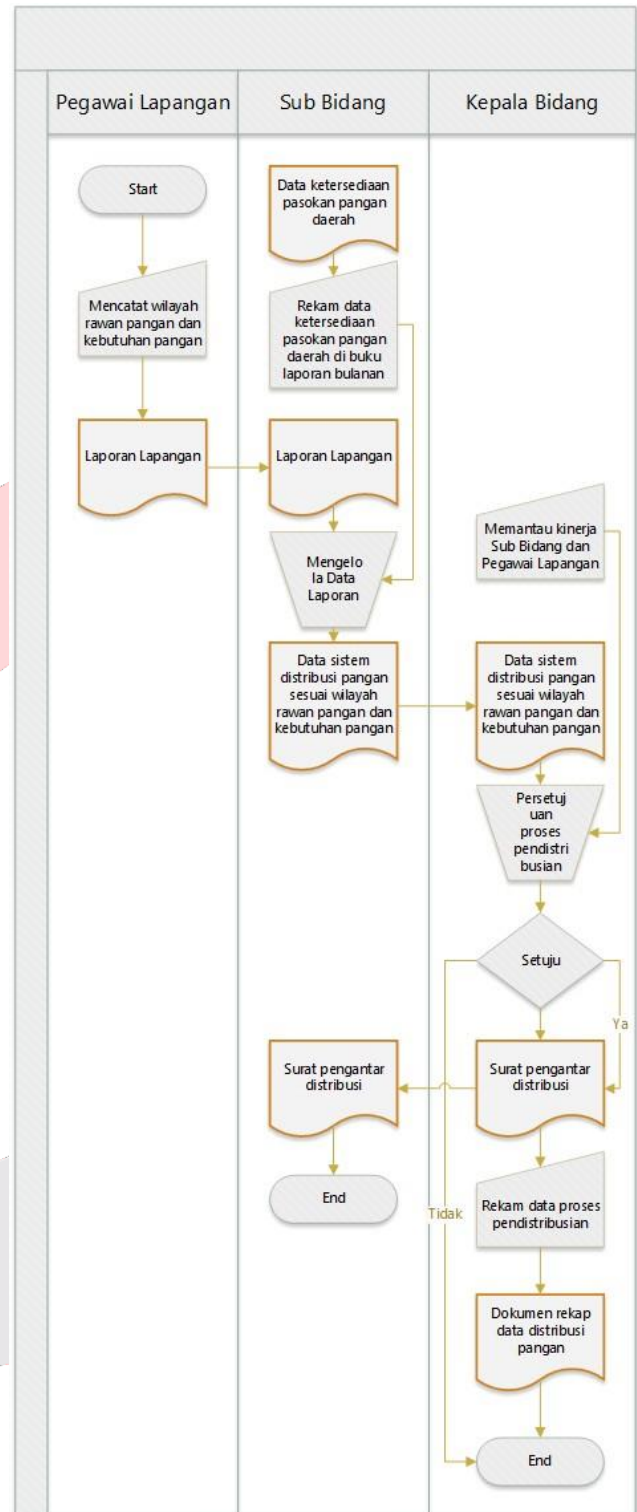 Pegawai Lapangan
Sub Bidang
Kepala Bidang
Start
Mencatat wilayah
rawan pangan dan
kebutuhan pangan
Laporan Lapangan
Data ketersediaan
pasokan pangan
daerah
Rekam data
ketersediaan
pasokan pangan
daerah di buku
laporan bulanan
Laporan Lapangan
Mengelo
la Data
Laporan
Data sistem
distribusi pangan
sesuai wilayah
rawan pangan dan
kebutuhan pangan
Memantau kinerja
Sub Bidang dan
Pegawai Lapangan
Data sistem
distribusi pangan
sesuai wilayah
rawan pangan dan
kebutuhan pangan
Persetuj
uan
proses
pendistri
busian
Setuju
Ya
Tidak
Surat pengantar
distribusi
Surat pengantar
distribusi
End
Rekam data proses
pendistribusian
Dokumen rekap
data distribusi
pangan
End